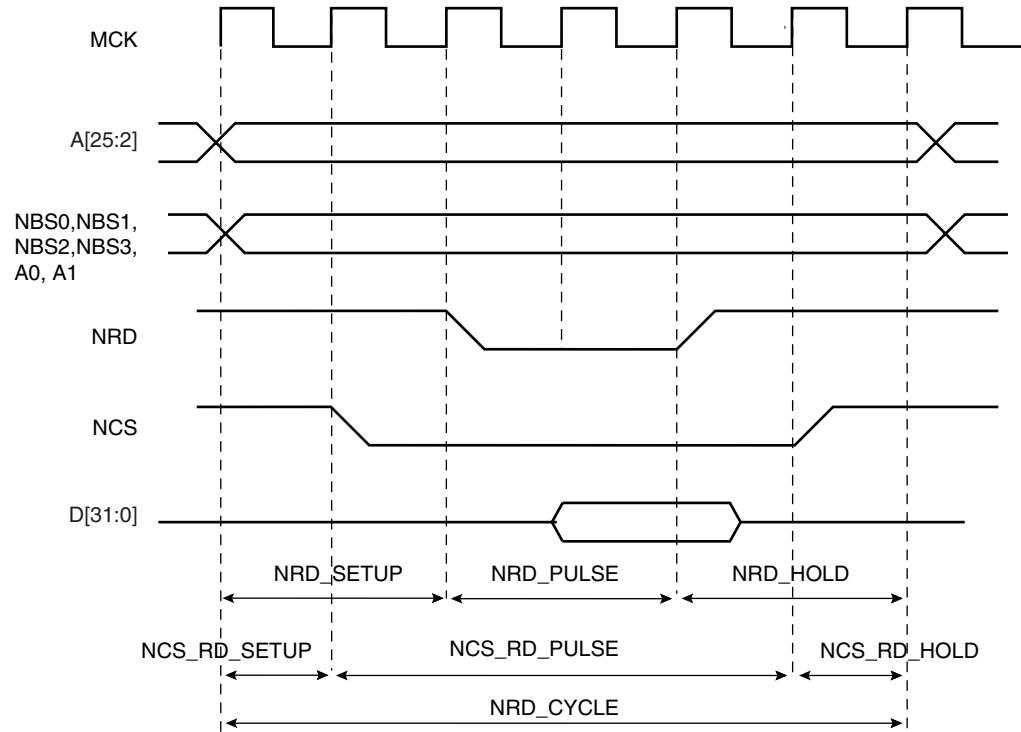 MCK
A[25:2]
NBS0,NBS1,
NBS2,NBS3,
A0, A1
NRD
NCS
D[31:0]
NRD_SETUP NRD_PULSE NRD_HOLD
NCS_RD_SETUP NCS_RD_PULSE NCS_RD_HOLD
NRD_CYCLE